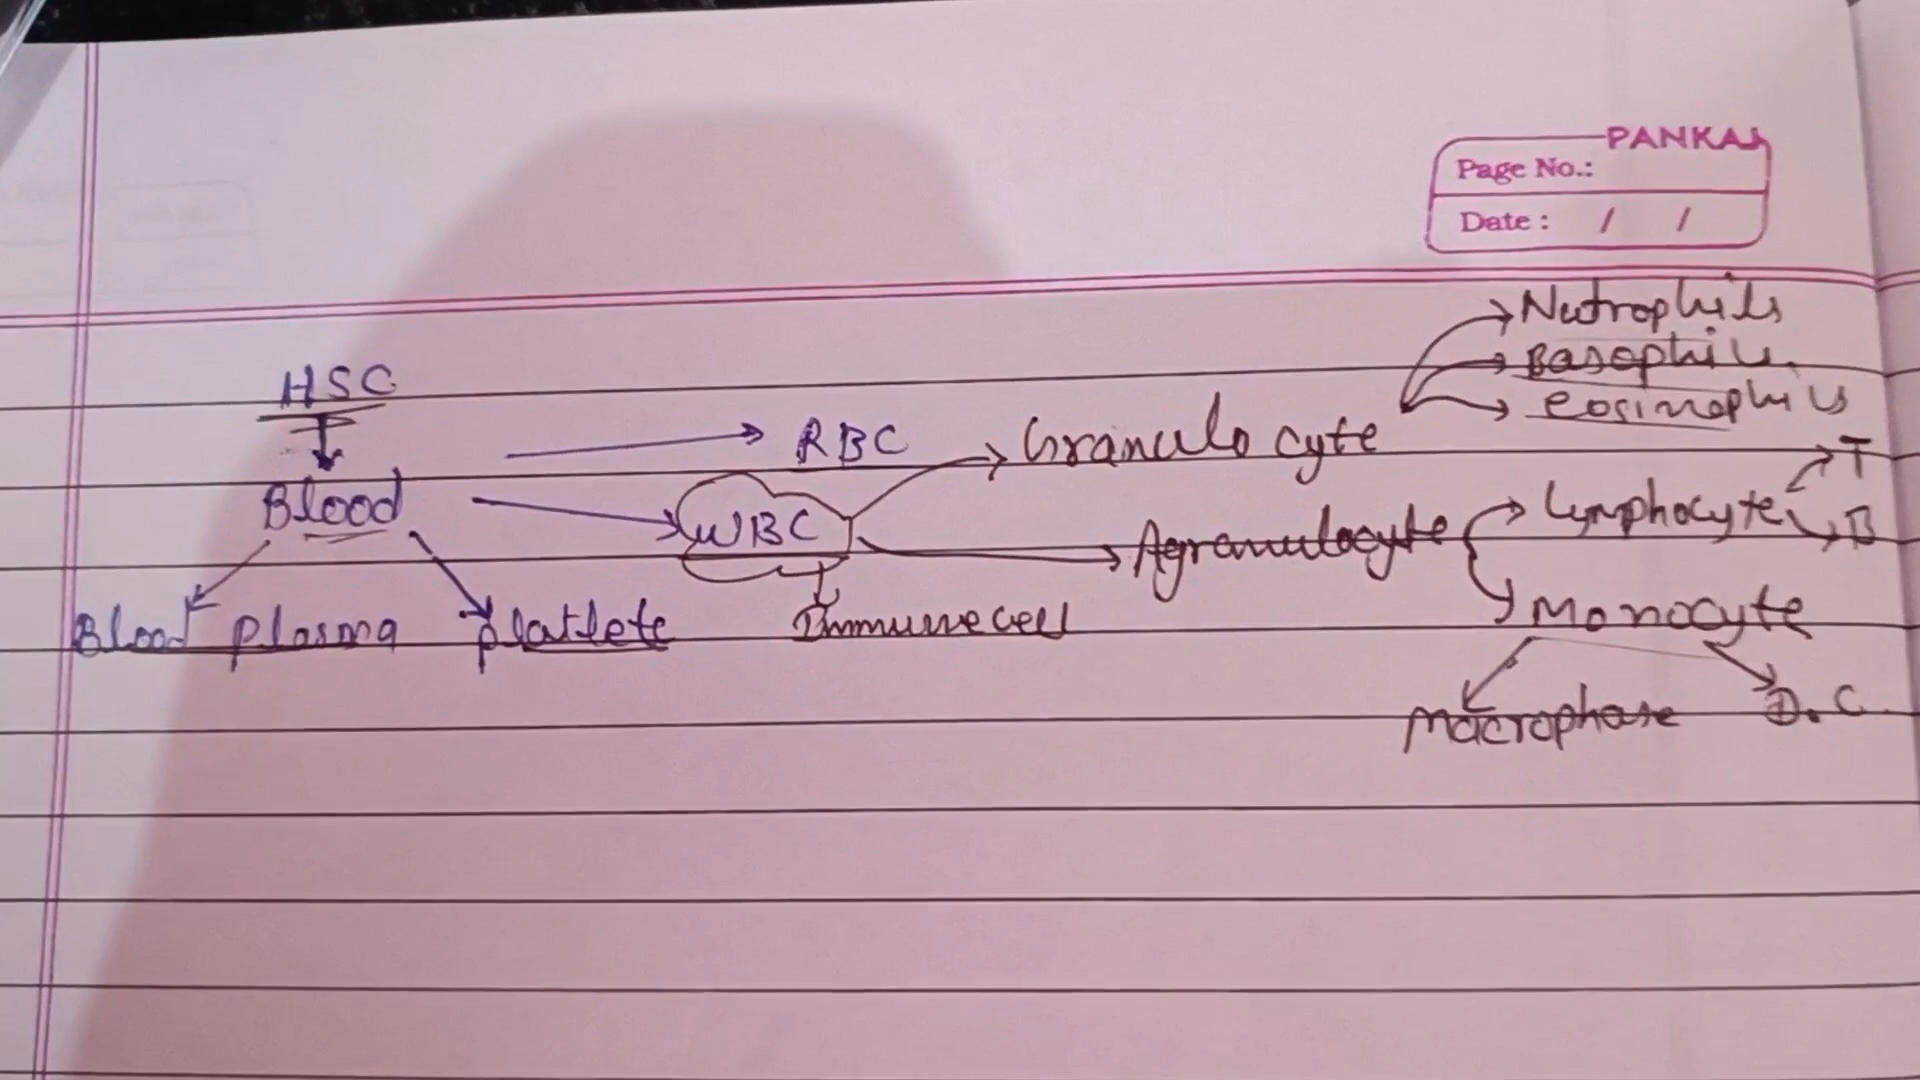 PANKAJ
Page No.:
Date : / /
HSC
Blood
Blood plasma
platlete
RBC
WBC
Immune cell
Granulocyte
Nutrophils
Basophils
eosinophils
Agranulocyte
Lymphocyte
T
B
Monocyte
Macrophase
D.C.